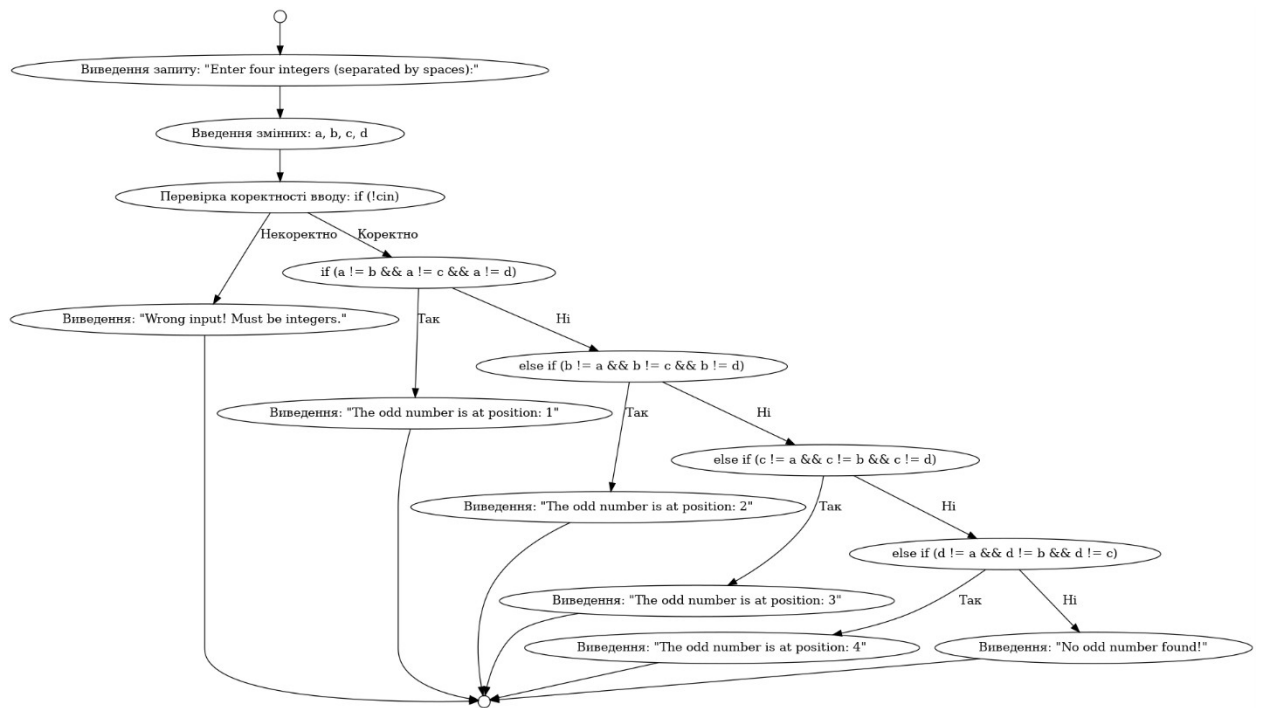 Виведення запиту: "Enter four integers (separated by spaces):"
Введення змінних: a, b, c, d
Перевірка коректності вводу: if (!cin)
Некоректно
Коректно
if (a != b && a != c && a != d)
Виведення: "Wrong input! Must be integers."
Так
Ні
else if (b != a && b != c && b != d)
Виведення: "The odd number is at position: 1"
Так
Ні
else if (c != a && c != b && c != d)
Виведення: "The odd number is at position: 2"
Так
Ні
else if (d != a && d != b && d != c)
Виведення: "The odd number is at position: 3"
Так
Ні
Виведення: "The odd number is at position: 4"
Виведення: "No odd number found!"